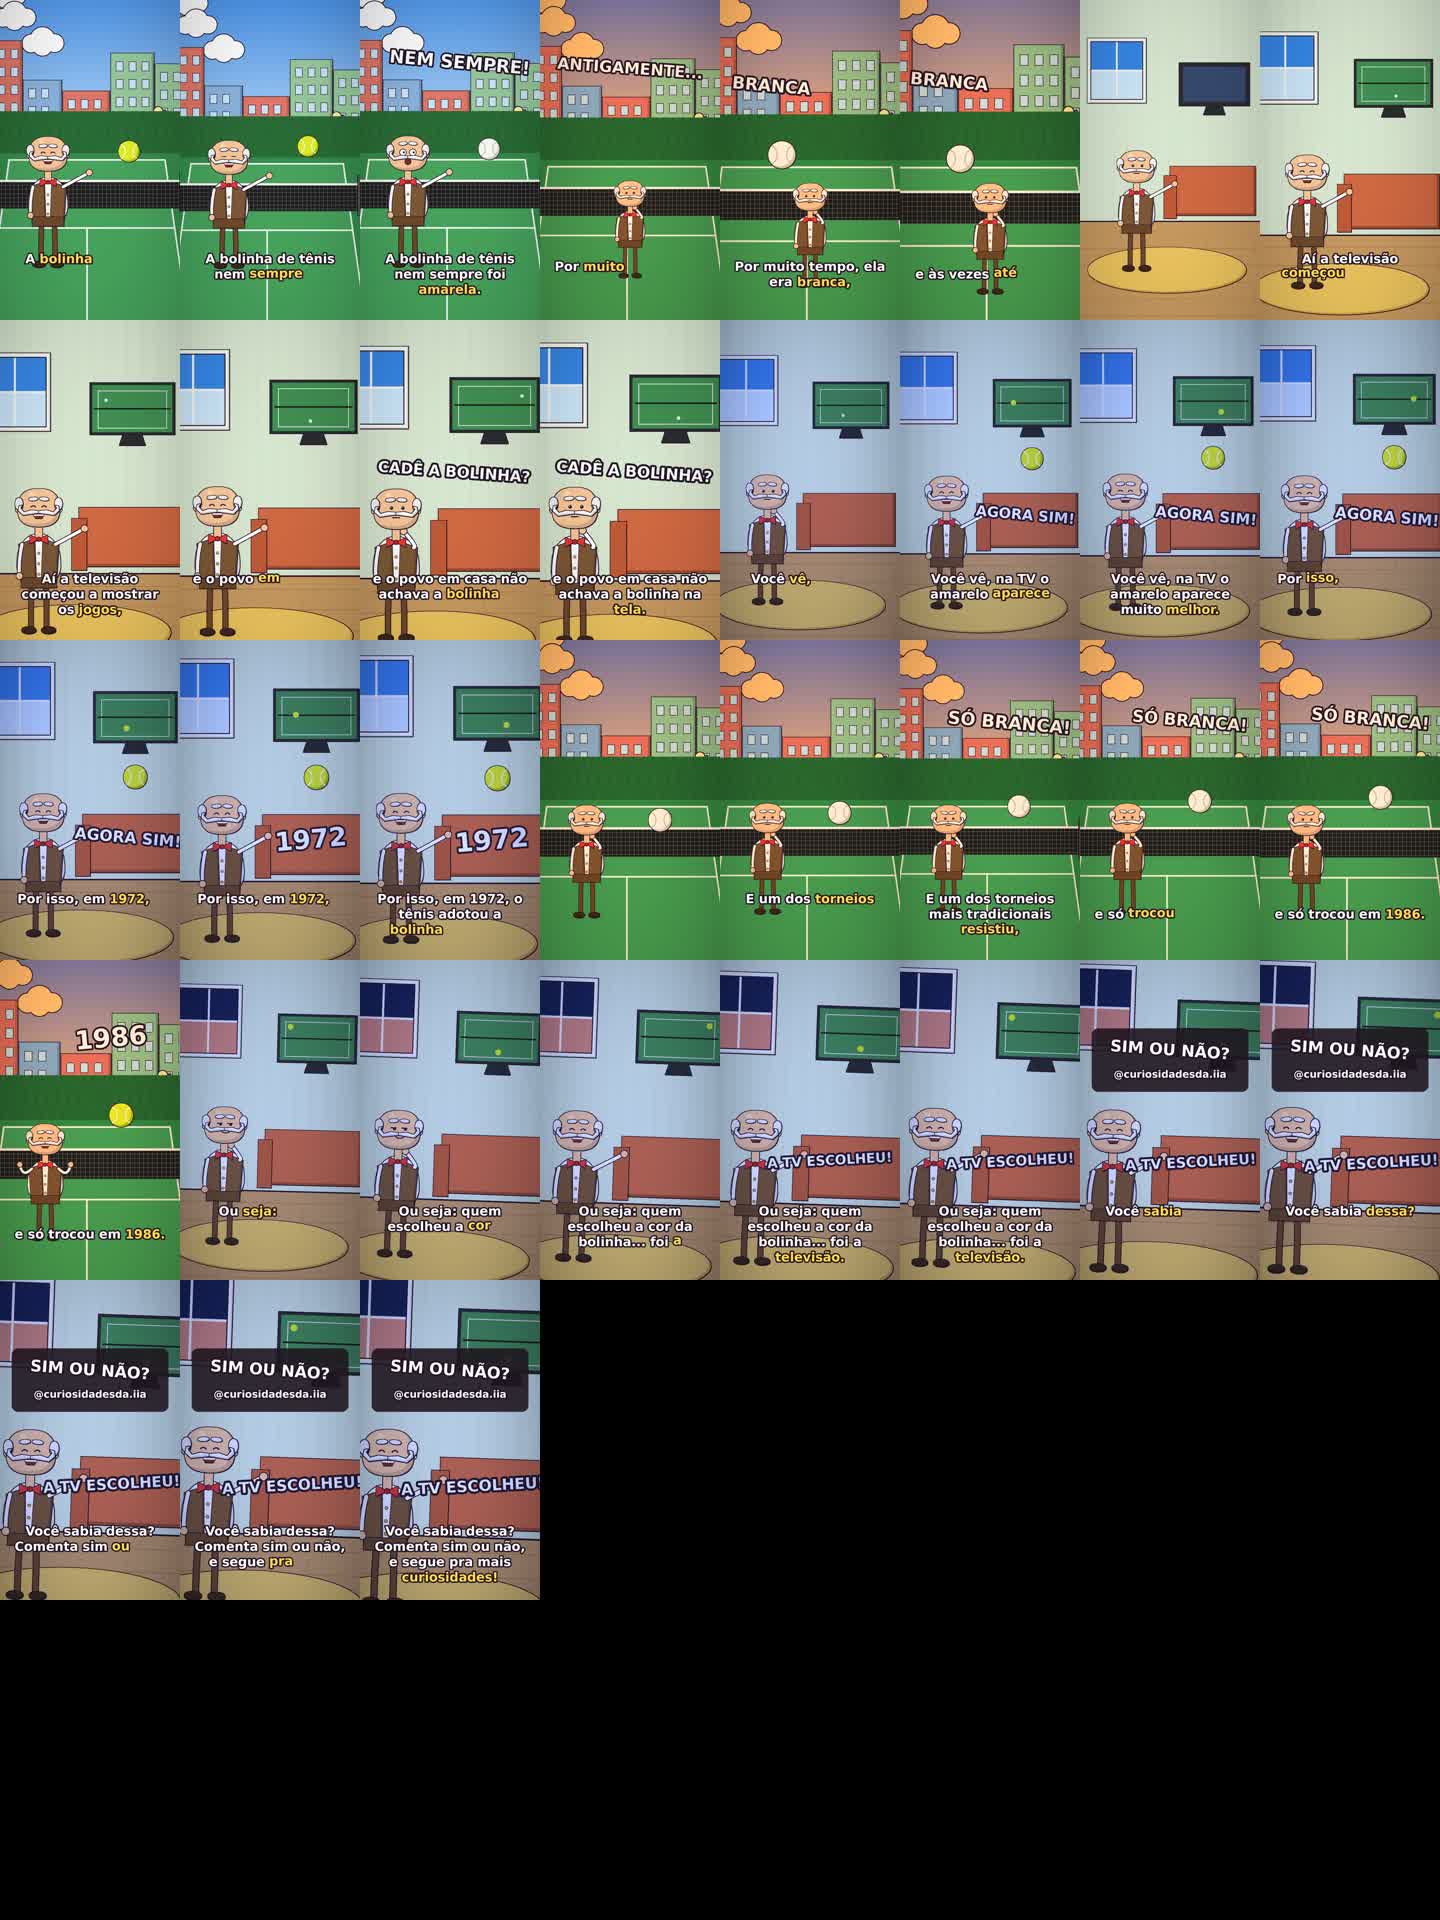 A bolinha
A bolinha de tênis
nem sempre
NEM SEMPRE!
A bolinha de tênis
nem sempre foi
amarela.
ANTIGAMENTE...
Por muito
BRANCA
Por muito tempo, ela
era branca,
BRANCA
e às vezes até
Aí a televisão
começou
Aí a televisão
começou a mostrar
os jogos,
e o povo em
CADÊ A BOLINHA?
e o povo em casa não
achava a bolinha
CADÊ A BOLINHA?
e o povo em casa não
achava a bolinha na
tela.
Você vê,
AGORA SIM!
Você vê, na TV o
amarelo aparece
AGORA SIM!
Você vê, na TV o
amarelo aparece
muito melhor.
AGORA SIM!
Por isso,
AGORA SIM!
Por isso, em 1972,
1972
Por isso, em 1972,
1972
Por isso, em 1972, o
tênis adotou a
bolinha
E um dos torneios
SÓ BRANCA!
E um dos torneios
mais tradicionais
resistiu,
SÓ BRANCA!
e só trocou
SÓ BRANCA!
e só trocou em 1986.
1986
e só trocou em 1986.
Ou seja:
Ou seja: quem
escolheu a cor
Ou seja: quem
escolheu a cor da
bolinha... foi a
A TV ESCOLHEU!
Ou seja: quem
escolheu a cor da
bolinha... foi a
televisão.
A TV ESCOLHEU!
Ou seja: quem
escolheu a cor da
bolinha... foi a
televisão.
SIM OU NÃO?
@curiosidadesda.iia
A TV ESCOLHEU!
Você sabia
SIM OU NÃO?
@curiosidadesda.iia
A TV ESCOLHEU!
Você sabia dessa?
SIM OU NÃO?
@curiosidadesda.iia
A TV ESCOLHEU!
Você sabia dessa?
Comenta sim ou
SIM OU NÃO?
@curiosidadesda.iia
A TV ESCOLHEU!
Você sabia dessa?
Comenta sim ou não,
e segue pra
SIM OU NÃO?
@curiosidadesda.iia
A TV ESCOLHEU!
Você sabia dessa?
Comenta sim ou não,
e segue pra mais
curiosidades!